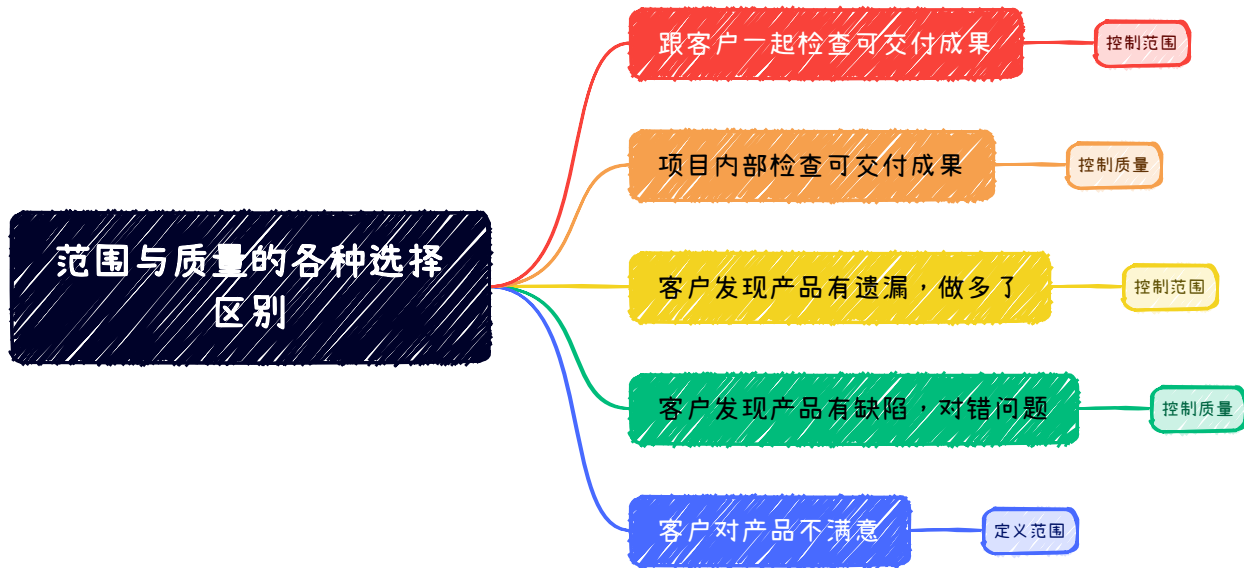 范围与质量的各种选择
区别
跟客户一起检查可交付成果
控制范围
项目内部检查可交付成果
控制质量
客户发现产品有遗漏，做多了
控制范围
客户发现产品有缺陷，对错问题
控制质量
客户对产品不满意
定义范围